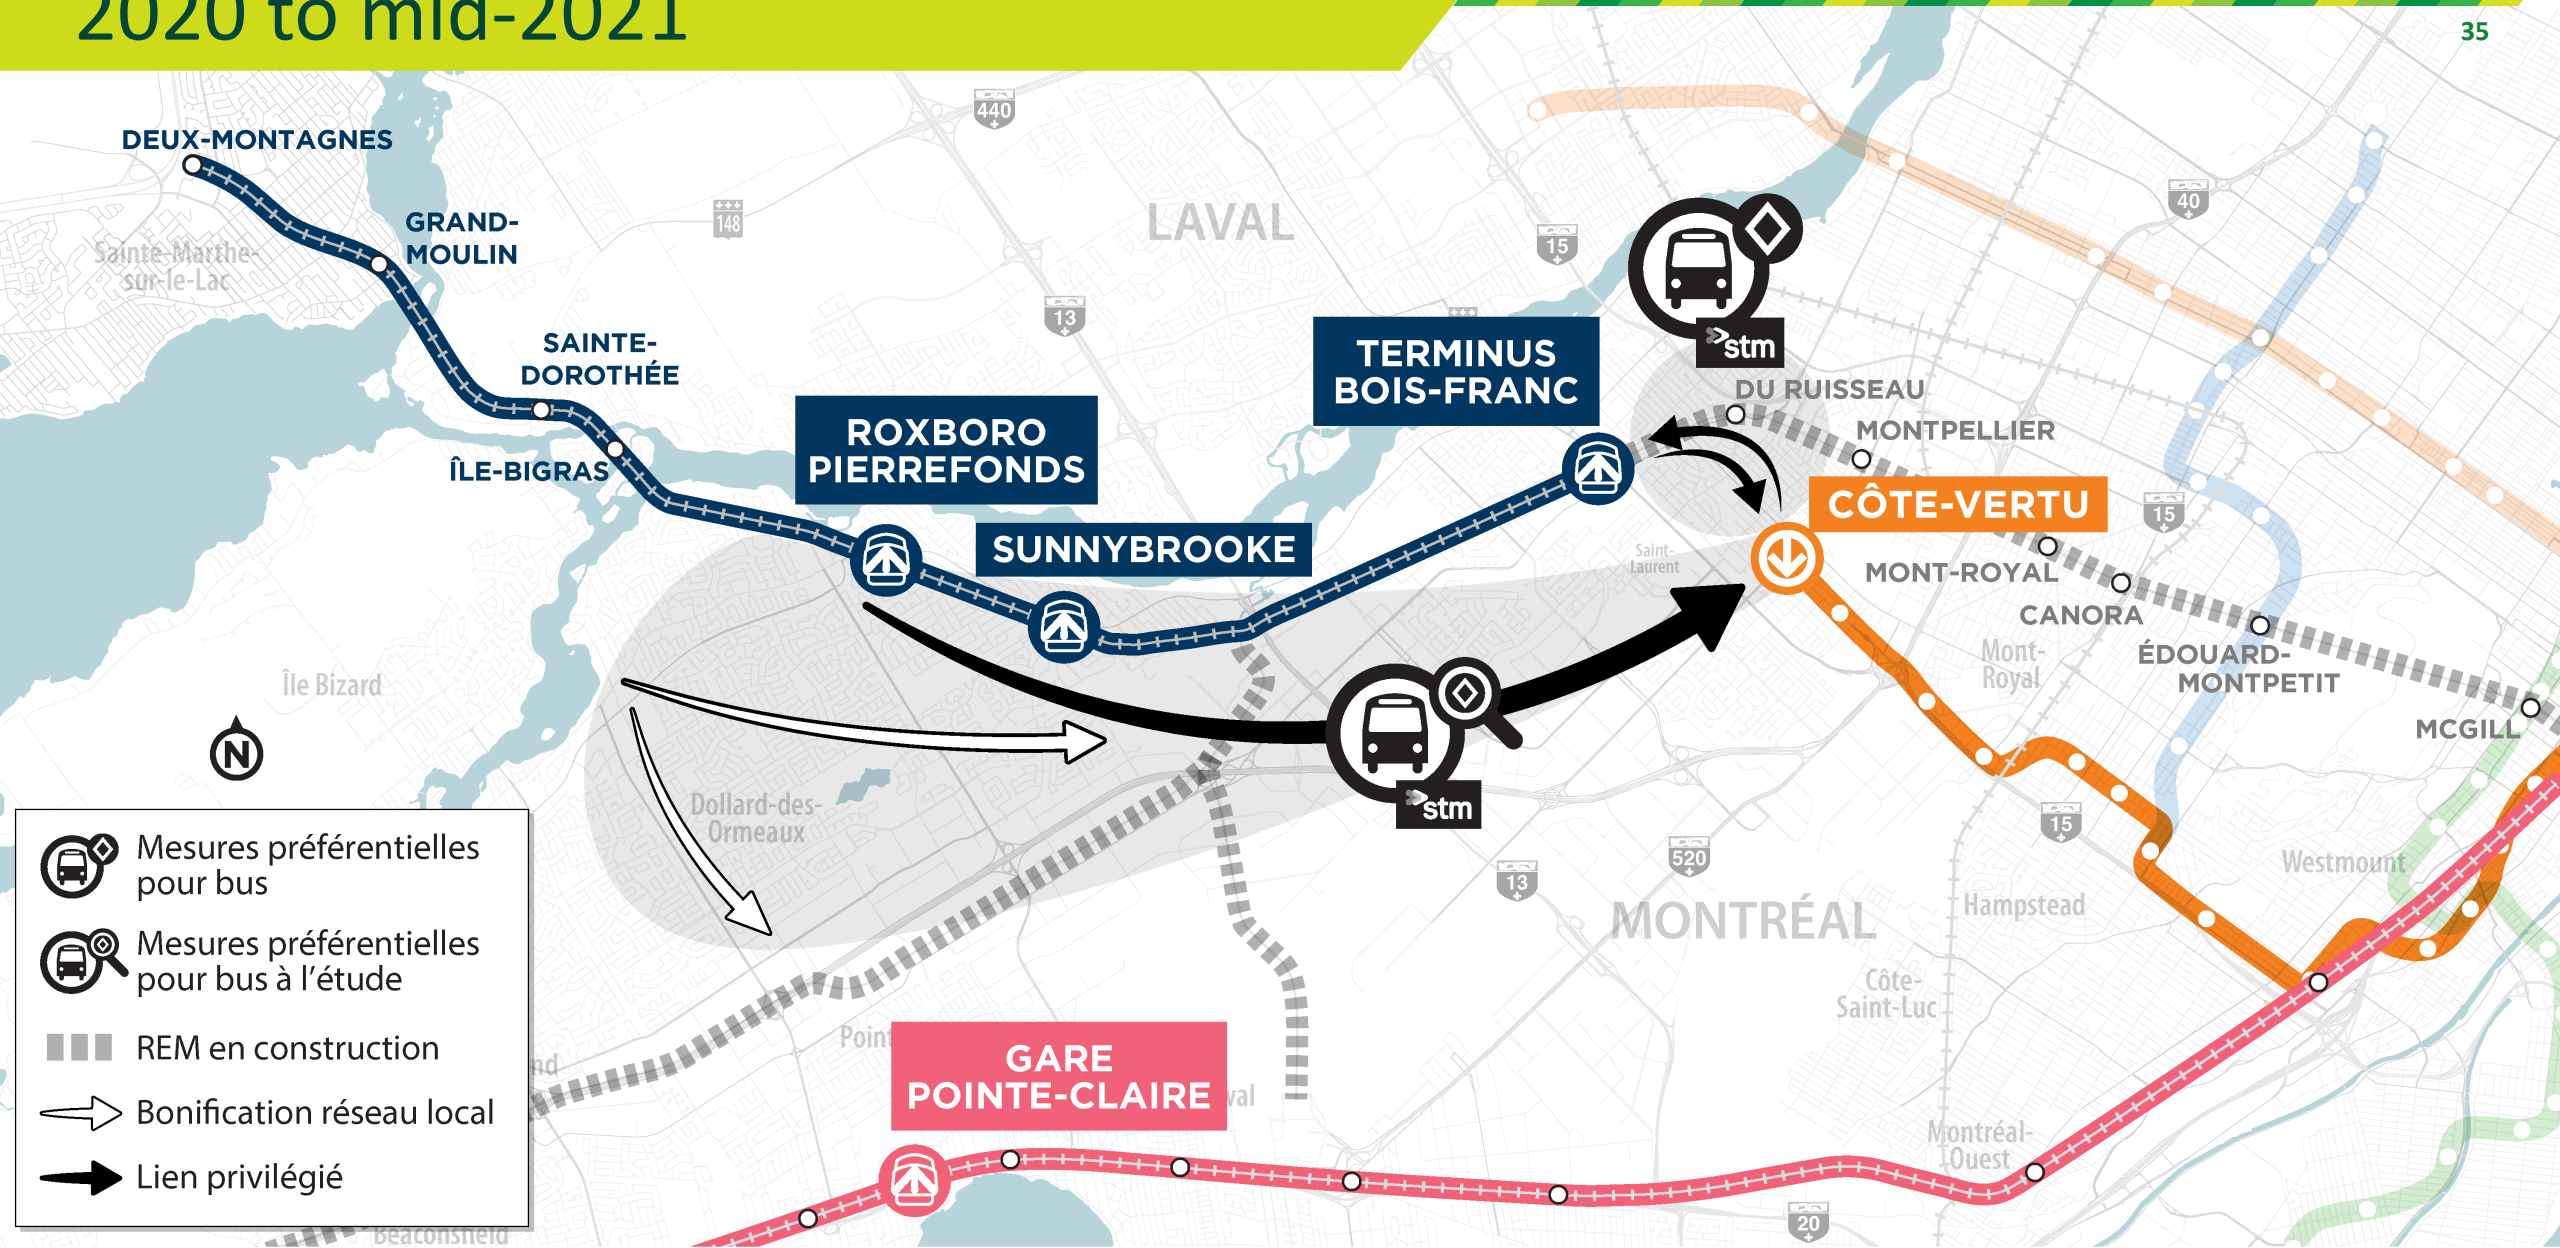 2020 to mid-2021
35
440
DEUX-MONTAGNES
GRAND-
MOULIN
148
LAVAL
40
15
Sainte-Marthe-
sur-le-Lac
13
stm
SAINTE-
DOROTHÉE
TERMINUS
BOIS-FRANC
DU RUISSEAU
MONTPELLIER
ROXBORO
PIERREFONDS
ÎLE-BIGRAS
CÔTE-VERTU
15
SUNNYBROOKE
Saint-
Laurent
MONT-ROYAL
CANORA
Mont-
Royal
ÉDOUARD-
MONTPETIT
MCGILL
Île Bizard
N
stm
Dollard-des-
Ormeaux
15
520
13
Westmount
Hampstead
MONTRÉAL
Côte-
Saint-Luc
Mesures préférentielles
pour bus
Mesures préférentielles
pour bus à l'étude
REM en construction
Bonification réseau local
Lien privilégié
Point
nd
GARE
POINTE-CLAIRE
val
Montréal-
Ouest
20
Beaconsfield